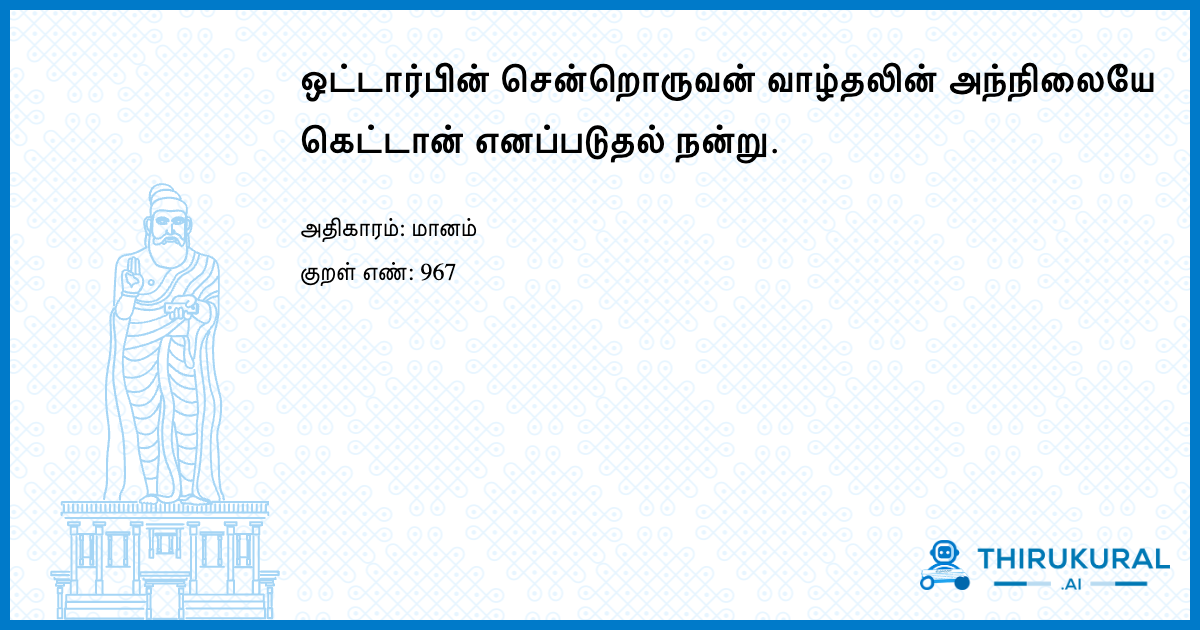 ஒட்டார்பின் சென்றொருவன் வாழ்தலின் அந்நிலையே
கெட்டான் எனப்படுதல் நன்று.
அதிகாரம்: மானம்
குறள் எண்: 967
THIRUKURAL
.AI